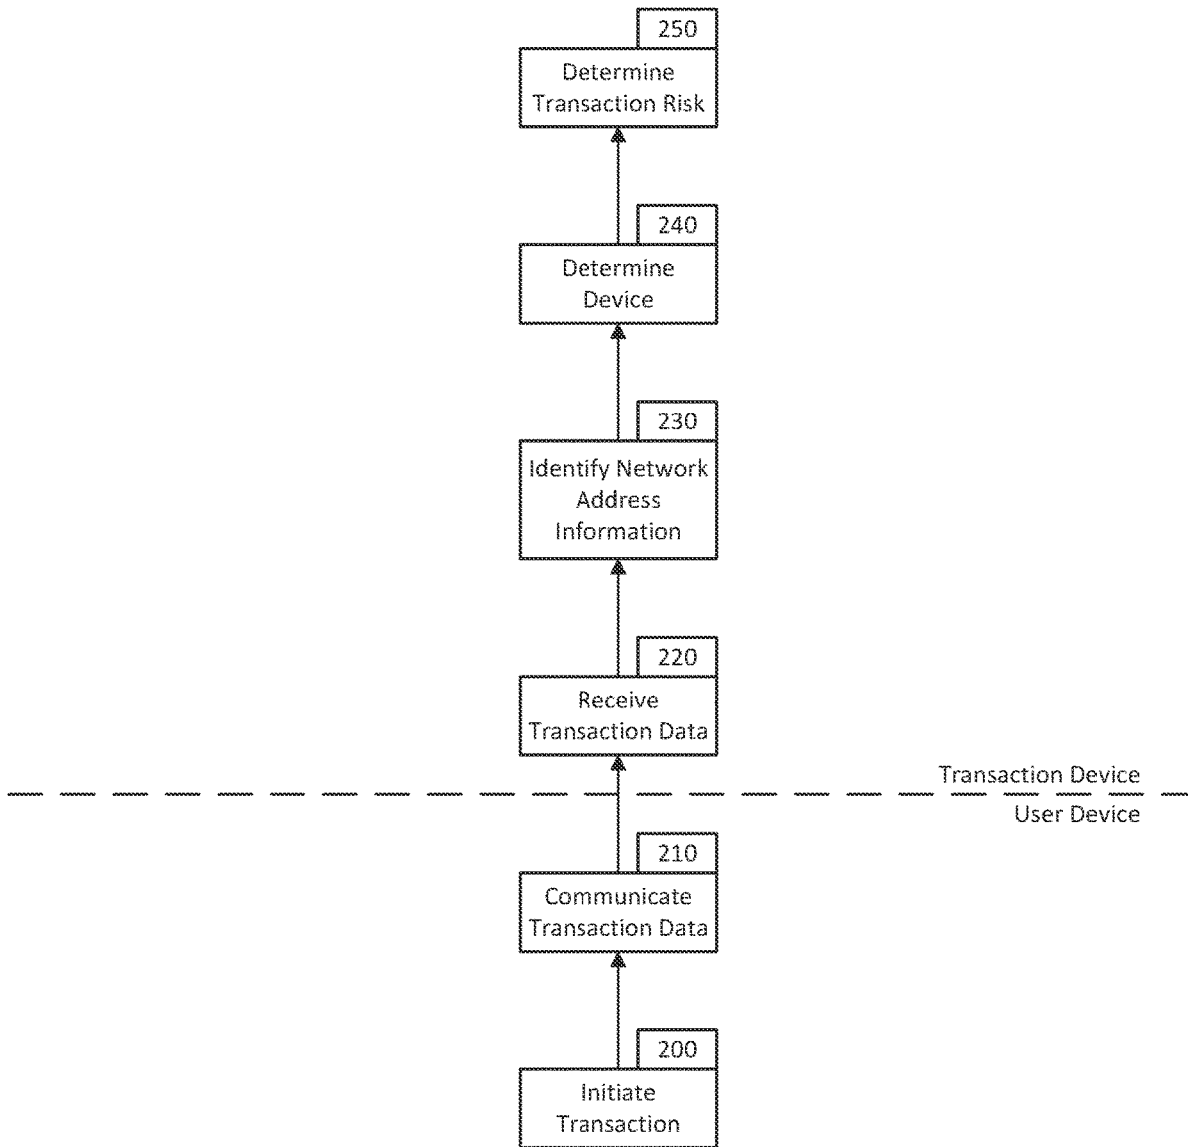 250
Determine
Transaction Risk
240
Determine
Device
230
Identify Network
Address
Information
220
Receive
Transaction Data
Transaction Device
User Device
210
Communicate
Transaction Data
200
Initiate
Transaction